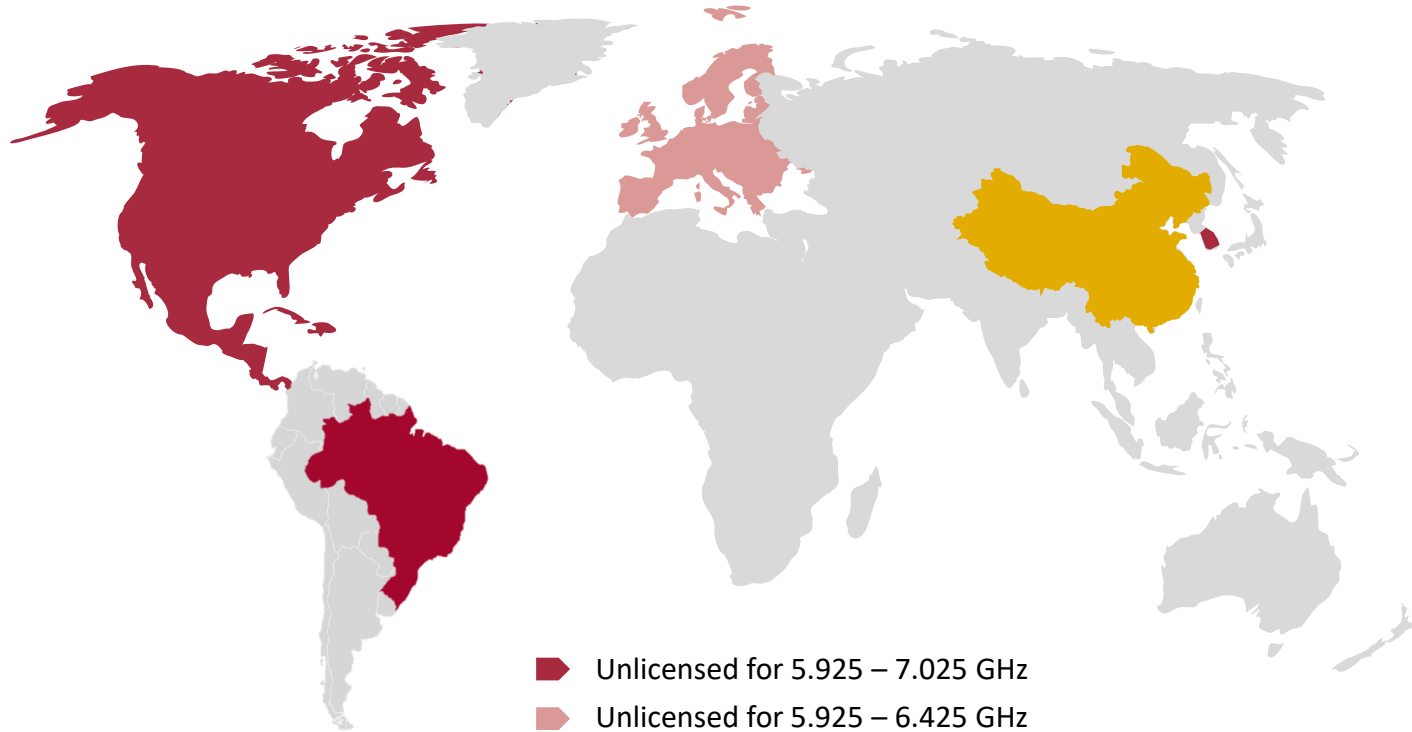 Unlicensed for 5.925 – 7.025 GHz
Unlicensed for 5.925 – 6.425 GHz